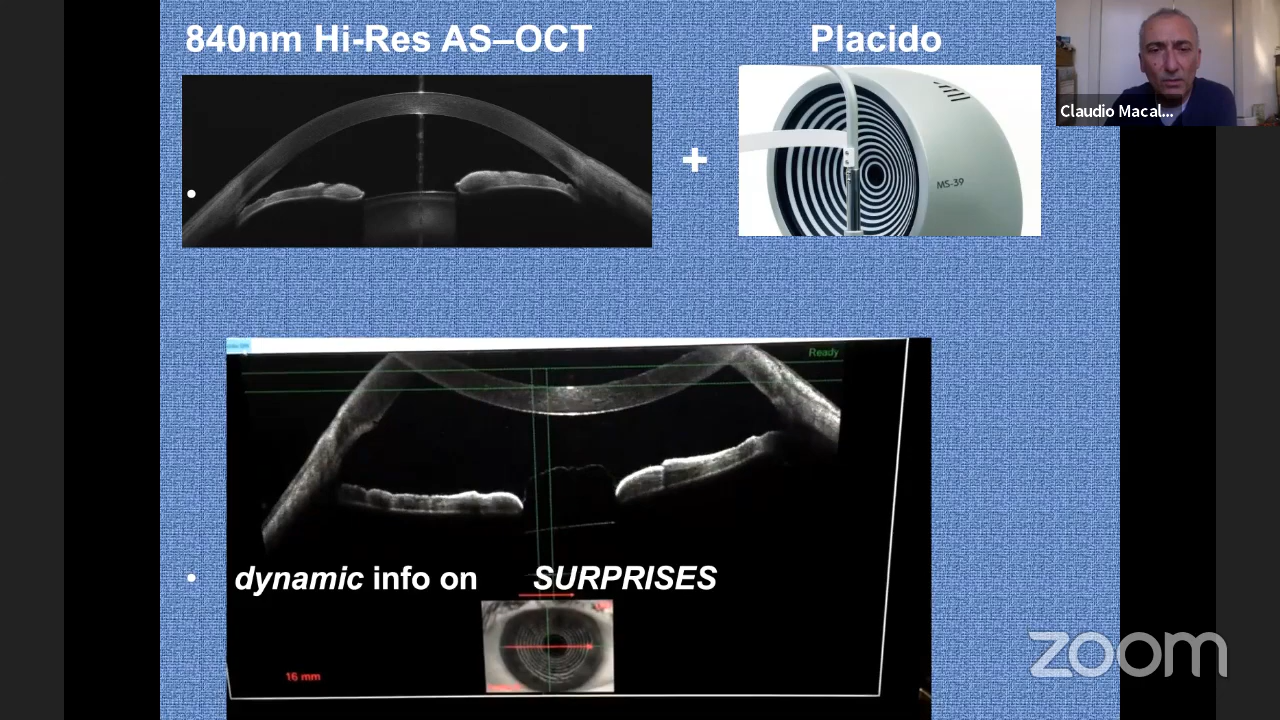 840nm Hi-Res AS–OCT
Placido
Claudio Macal...
+
MS-39
Ready
• dynamic info on SURPRISES
16 mm
zoom